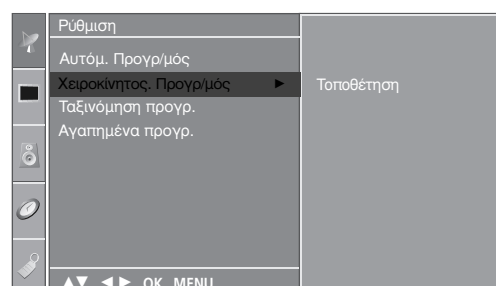 Ρύθμιση
Αυτόμ. Προγρ/μός
Χειροκίνητος. Προγρ/μός ► Τοποθέτηση
Ταξινόμηση προγρ.
Αγαπημένα προγρ.
▲▼ ◄► OK MENU